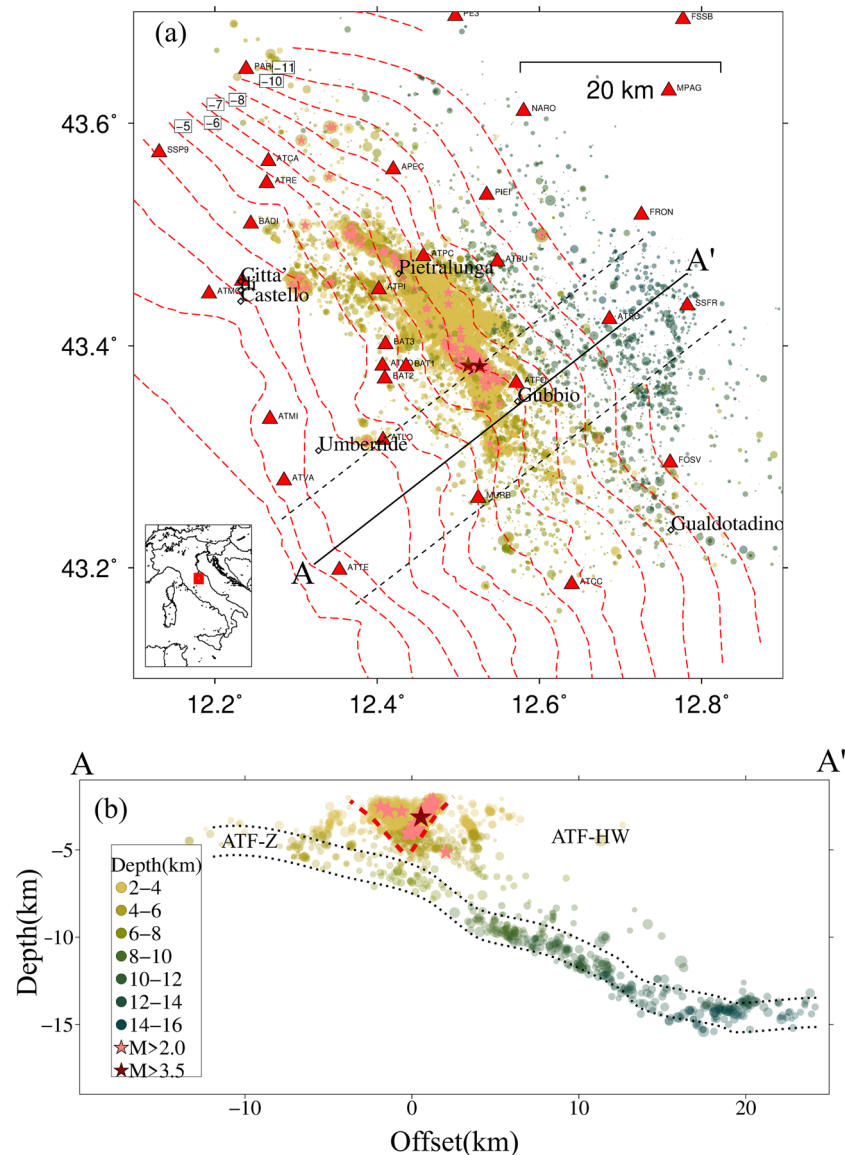 (a)
PE3
FSSB
PAR
-11
-10
20 km
MPAG
-8
-7
-6
-5
NARO
43.6°
SSP9
ATCA
APEC
ATRE
PIEI
BADI
FRON
ATPC
ATBU
Pietralunga
A'
Citta'
di
Castello
ATMO
ATPI
SSFR
ATSC
43.4°
BAT3
BAT1
BAT2
ATFO
Gubbio
ATMI
Umbertide
ATLO
FOSV
ATVA
MURB
Gualdotadino
43.2°
A
ATTE
ATCC
12.2°
12.4°
12.6°
12.8°
A
A'
(b)
ATF-Z
ATF-HW
-5
-10
-15
Depth(km)
Depth(km)
2-4
4-6
6-8
8-10
10-12
12-14
14-16
M>2.0
M>3.5
-10
0
10
20
Offset(km)